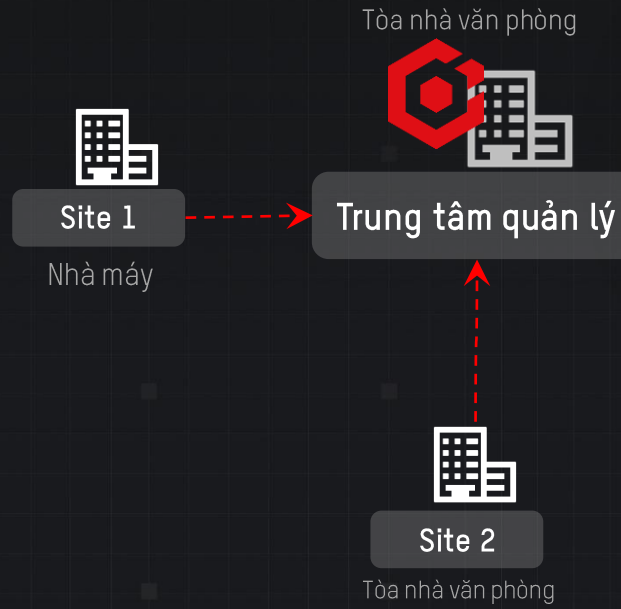 Tòa nhà văn phòng
Site 1
Trung tâm quản lý
Nhà máy
Site 2
Tòa nhà văn phòng